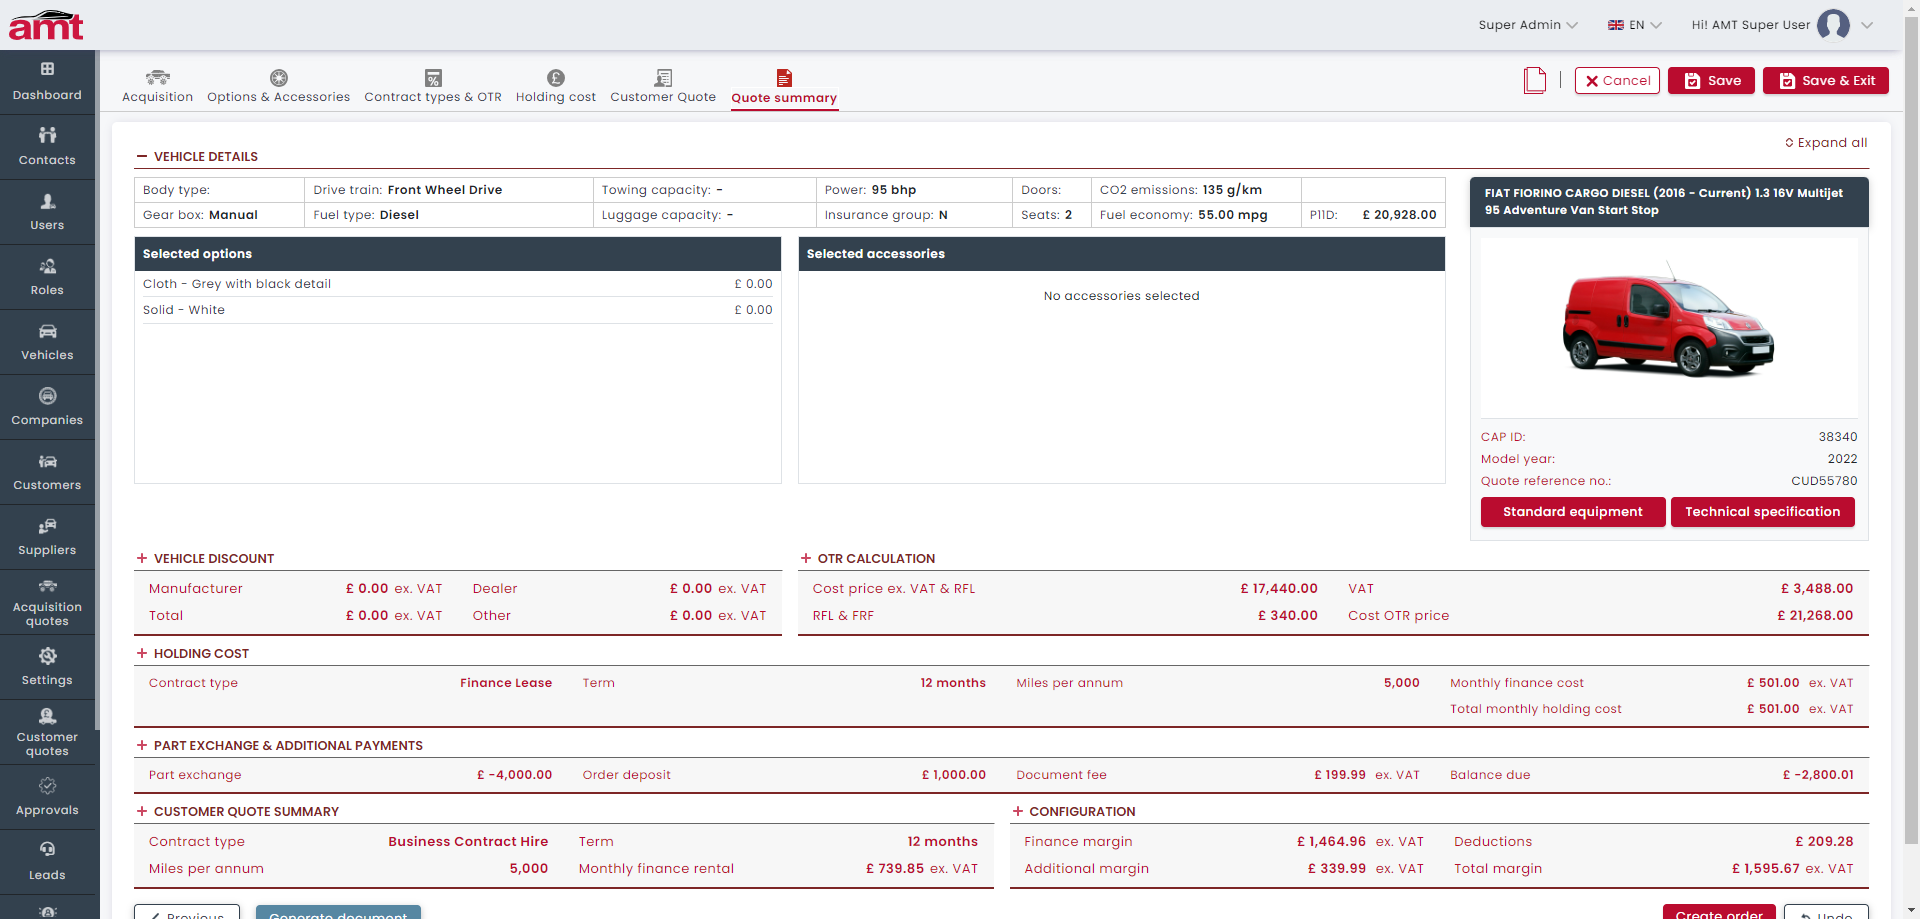 amt
Super Admin
EN
Hi! AMT Super User
Dashboard
Contacts
Users
Roles
Vehicles
Companies
Customers
Suppliers
Acquisition
quotes
Settings
Customer
quotes
Approvals
Leads
Acquisition
Options & Accessories
Contract types & OTR
Holding cost
Customer Quote
Quote summary
Cancel
Save
Save & Exit
Expand all
VEHICLE DETAILS
Body type:
Drive train: Front Wheel Drive
Towing capacity: -
Power: 95 bhp
Doors:
CO2 emissions: 135 g/km
Gear box: Manual
Fuel type: Diesel
Luggage capacity: -
Insurance group: N
Seats: 2
Fuel economy: 55.00 mpg
P11D: £ 20,928.00
Selected options
Cloth - Grey with black detail £ 0.00
Solid - White £ 0.00
Selected accessories
No accessories selected
FIAT FIORINO CARGO DIESEL (2016 - Current) 1.3 16V Multijet
95 Adventure Van Start Stop
CAP ID: 38340
Model year: 2022
Quote reference no.: CUD55780
Standard equipment
Technical specification
VEHICLE DISCOUNT
Manufacturer £ 0.00 ex. VAT Dealer £ 0.00 ex. VAT
Total £ 0.00 ex. VAT Other £ 0.00 ex. VAT
OTR CALCULATION
Cost price ex. VAT & RFL £ 17,440.00 VAT £ 3,488.00
RFL & FRF £ 340.00 Cost OTR price £ 21,268.00
HOLDING COST
Contract type Finance Lease Term 12 months Miles per annum 5,000 Monthly finance cost £ 501.00 ex. VAT
Total monthly holding cost £ 501.00 ex. VAT
PART EXCHANGE & ADDITIONAL PAYMENTS
Part exchange £ -4,000.00 Order deposit £ 1,000.00 Document fee £ 199.99 ex. VAT Balance due £ -2,800.01
CUSTOMER QUOTE SUMMARY
Contract type Business Contract Hire Term 12 months
Miles per annum 5,000 Monthly finance rental £ 739.85 ex. VAT
CONFIGURATION
Finance margin £ 1,464.96 ex. VAT Deductions £ 209.28
Additional margin £ 339.99 ex. VAT Total margin £ 1,595.67 ex. VAT
Previous
Generate document
Create order
Undo